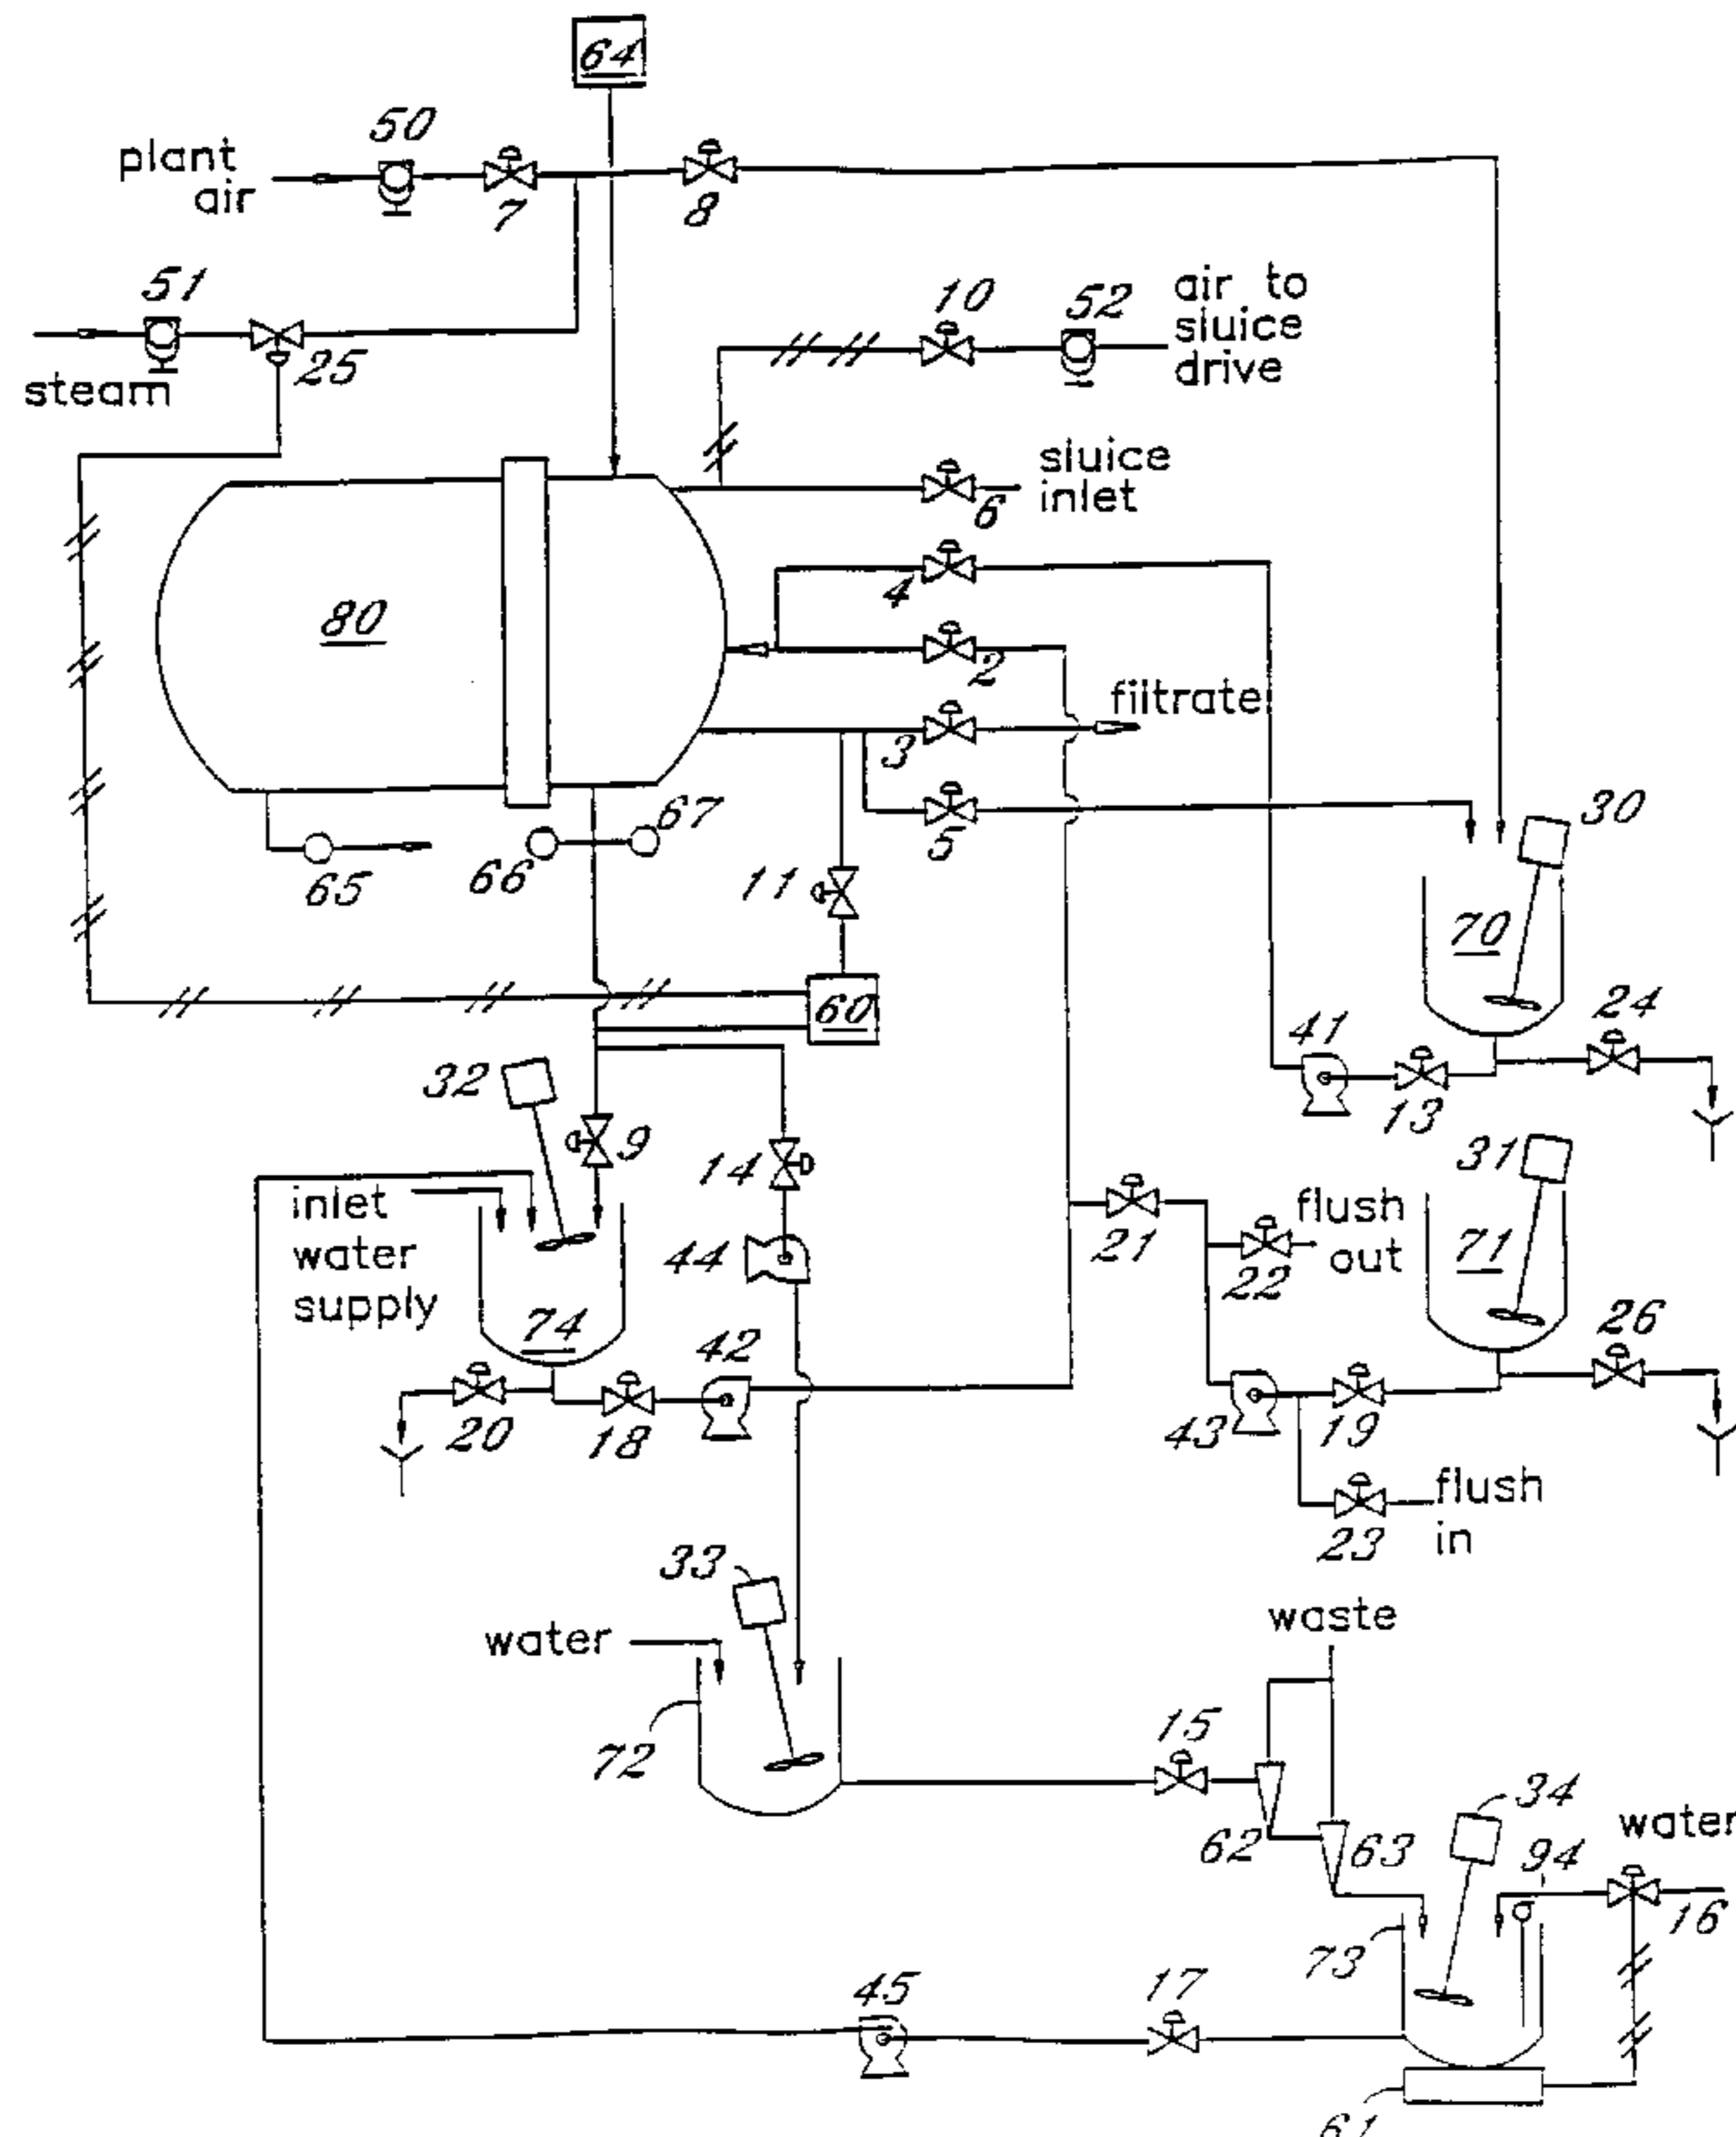 64
50
plant
air
7
8
51
steam
25
10
52
air to
sluice
drive
sluice
inlet
6
4
80
2
filtrate
3
5
67
66
65
11
30
70
60
24
41
13
32
9
14
31
inlet
water
supply
21
22
flush
out
71
44
74
42
26
20
18
43
19
23
flush
in
33
waste
water
72
15
62
63
34
94
water
16
73
45
17
61